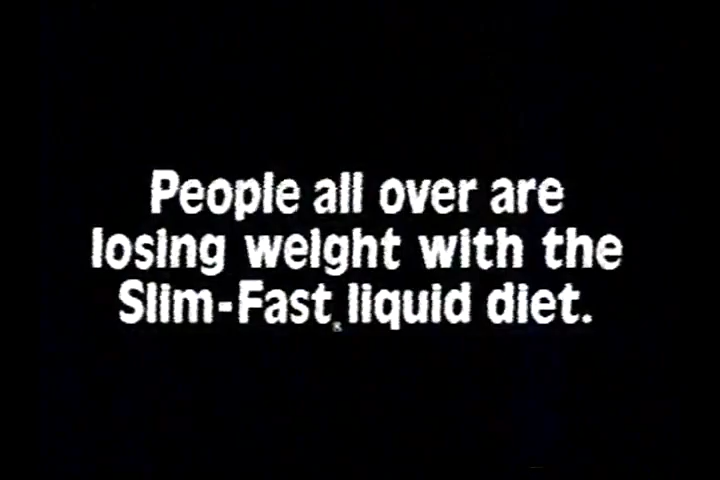 People all over are
losing weight with the
Slim-Fast® liquid diet.